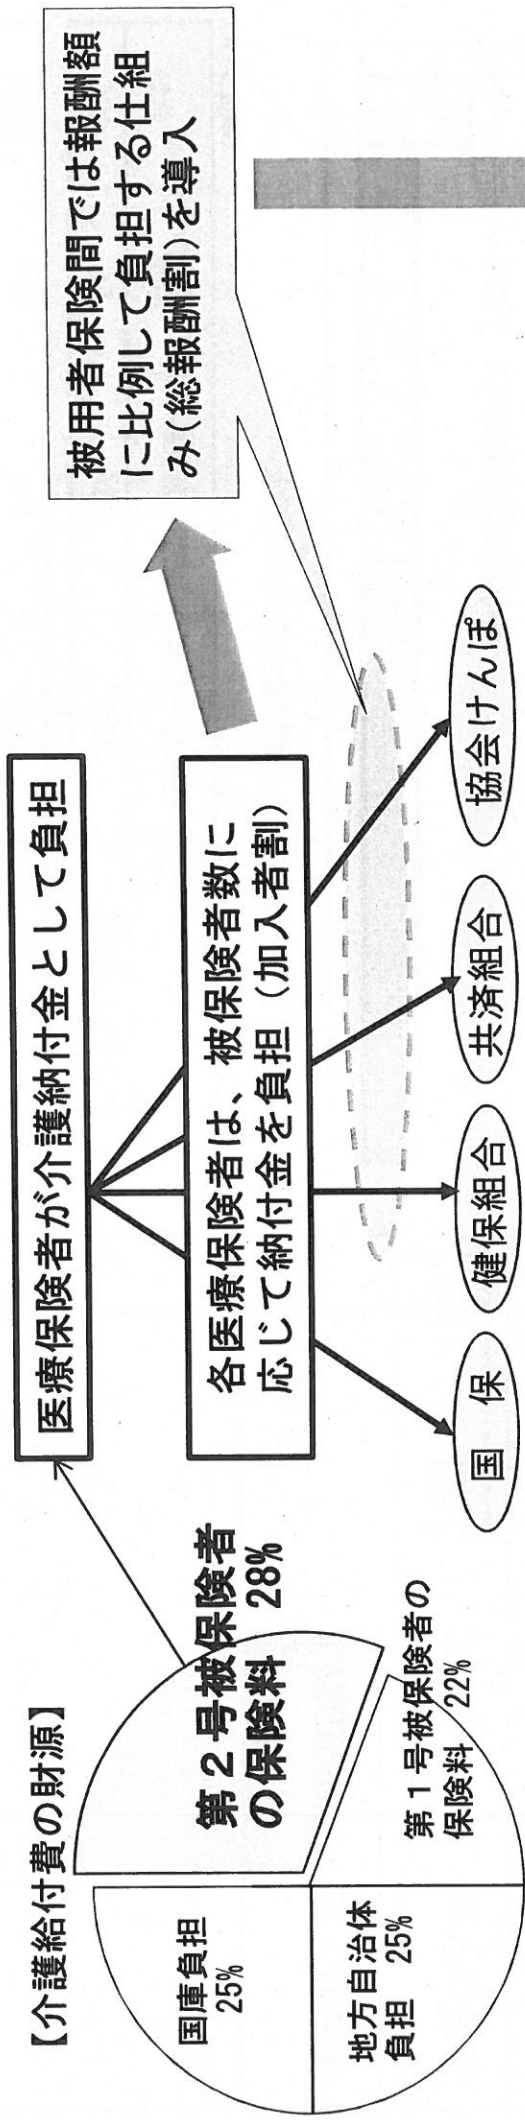 【介護給付費の財源】
国庫負担
25%
第２号被保険者
の保険料 28%
地方自治体
負担 25%
第１号被保険者の
保険料 22%
医療保険者が介護納付金として負担
各医療保険者は、被保険者数に
応じて納付金を負担（加入者割）
国　保
健保組合
共済組合
協会けんぽ
被用者保険間では報酬額
に比例して負担する仕組
み（総報酬割）を導入